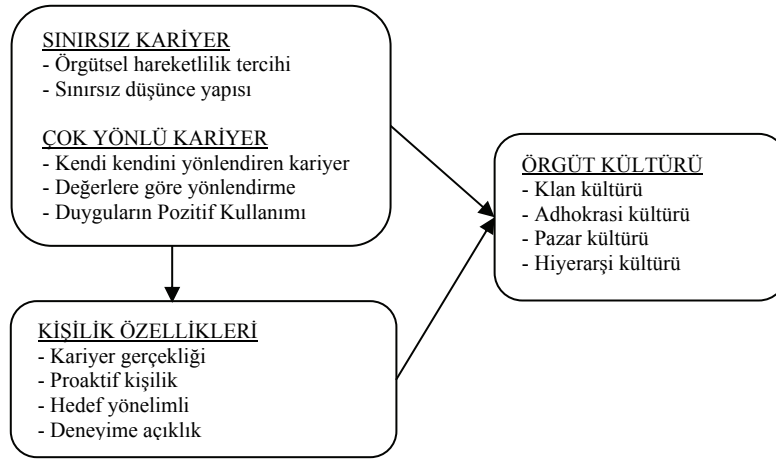 SINIRSIZ KARİYER
- Örgütsel hareketlilik tercihi
- Sınırsız düşünce yapısı
ÇOK YÖNLÜ KARİYER
- Kendi kendini yönlendiren kariyer
- Değerlere göre yönlendirme
- Duyguların Pozitif Kullanımı
ÖRGÜT KÜLTÜRÜ
- Klan kültürü
- Adhokrasi kültürü
- Pazar kültürü
- Hiyerarşi kültürü
KİŞİLİK ÖZELLİKLERİ
- Kariyer gerçekliği
- Proaktif kişilik
- Hedef yönelimli
- Deneyime açıklık